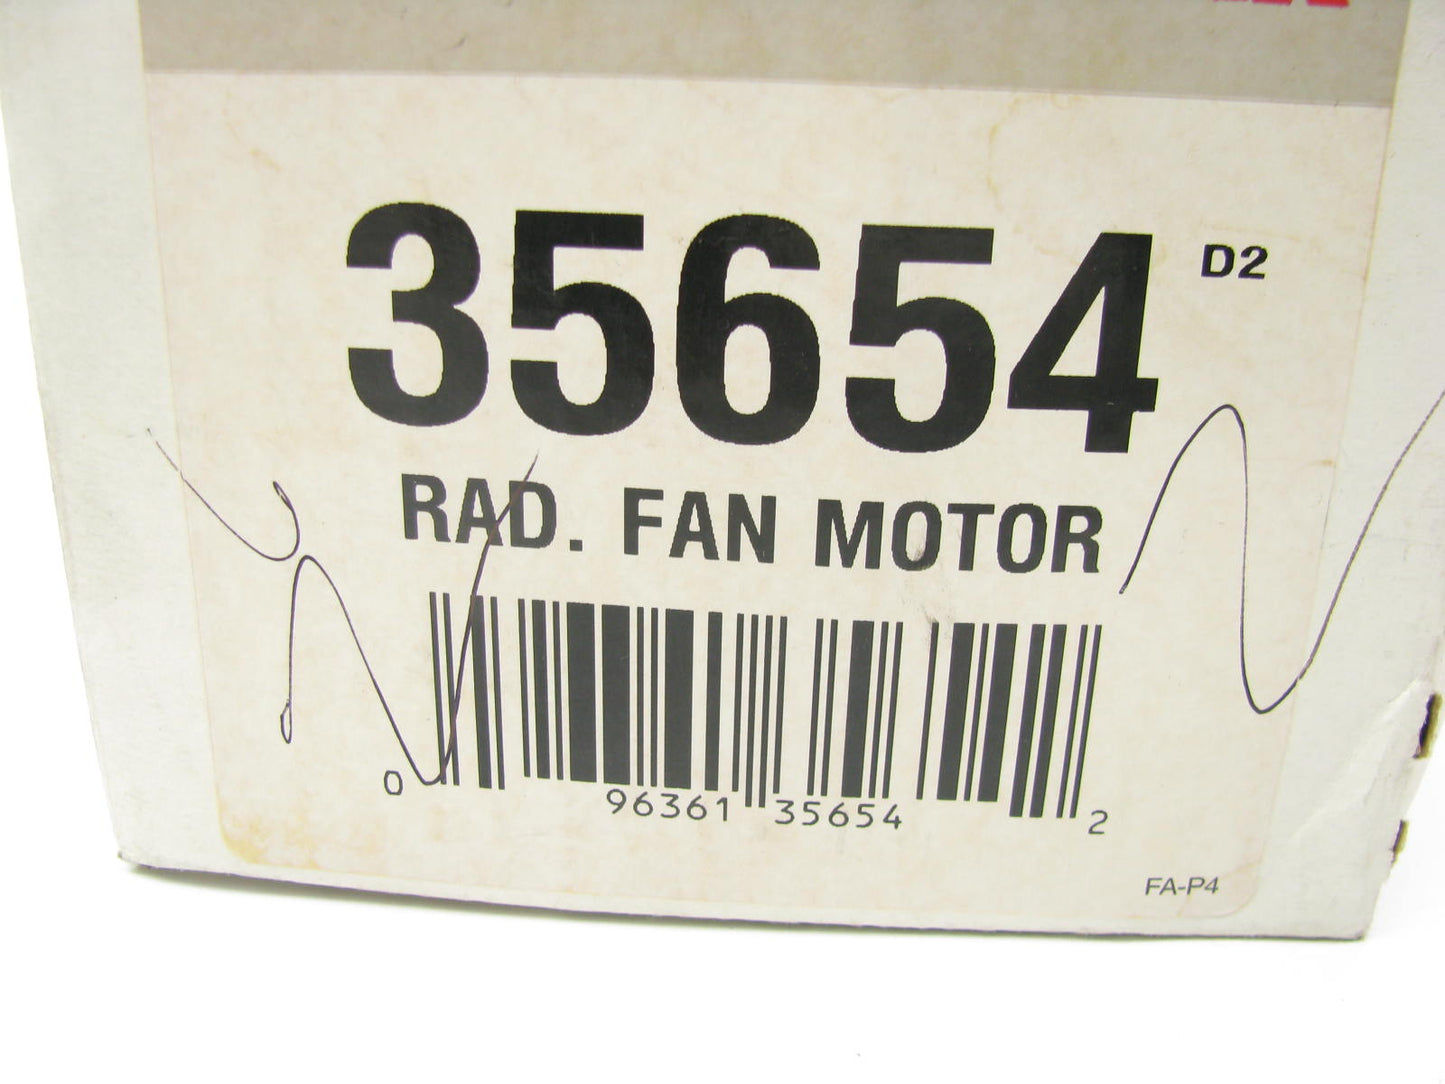 35654 D2
RAD. FAN MOTOR
0 96361 35654 2
FA-P4